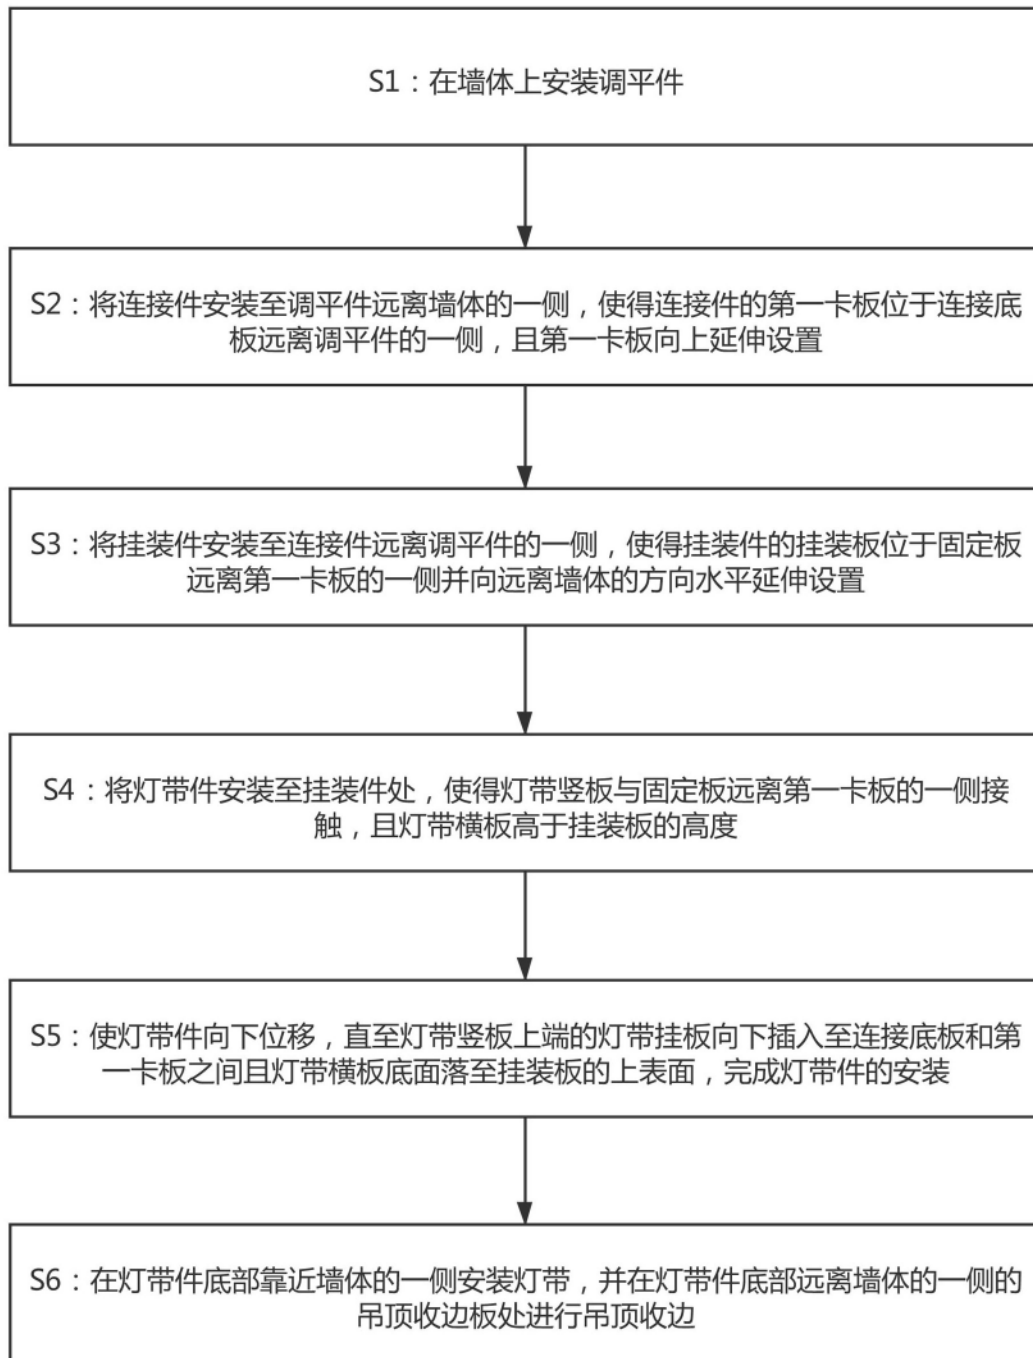 S1：在墙体上安装调平件
S2：将连接件安装至调平件远离墙体的一侧，使得连接件的第一卡板位于连接底
板远离调平件的一侧，且第一卡板向上延伸设置
S3：将挂装件安装至连接件远离调平件的一侧，使得挂装件的挂装板位于固定板
远离第一卡板的一侧并向远离墙体的方向水平延伸设置
S4：将灯带件安装至挂装件处，使得灯带竖板与固定板远离第一卡板的一侧接
触，且灯带横板高于挂装板的高度
S5：使灯带件向下位移，直至灯带竖板上端的灯带挂板向下插入至连接底板和第
一卡板之间且灯带横板底面落至挂装板的上表面，完成灯带件的安装
S6：在灯带件底部靠近墙体的一侧安装灯带，并在灯带件底部远离墙体的一侧的
吊顶收边板处进行吊顶收边